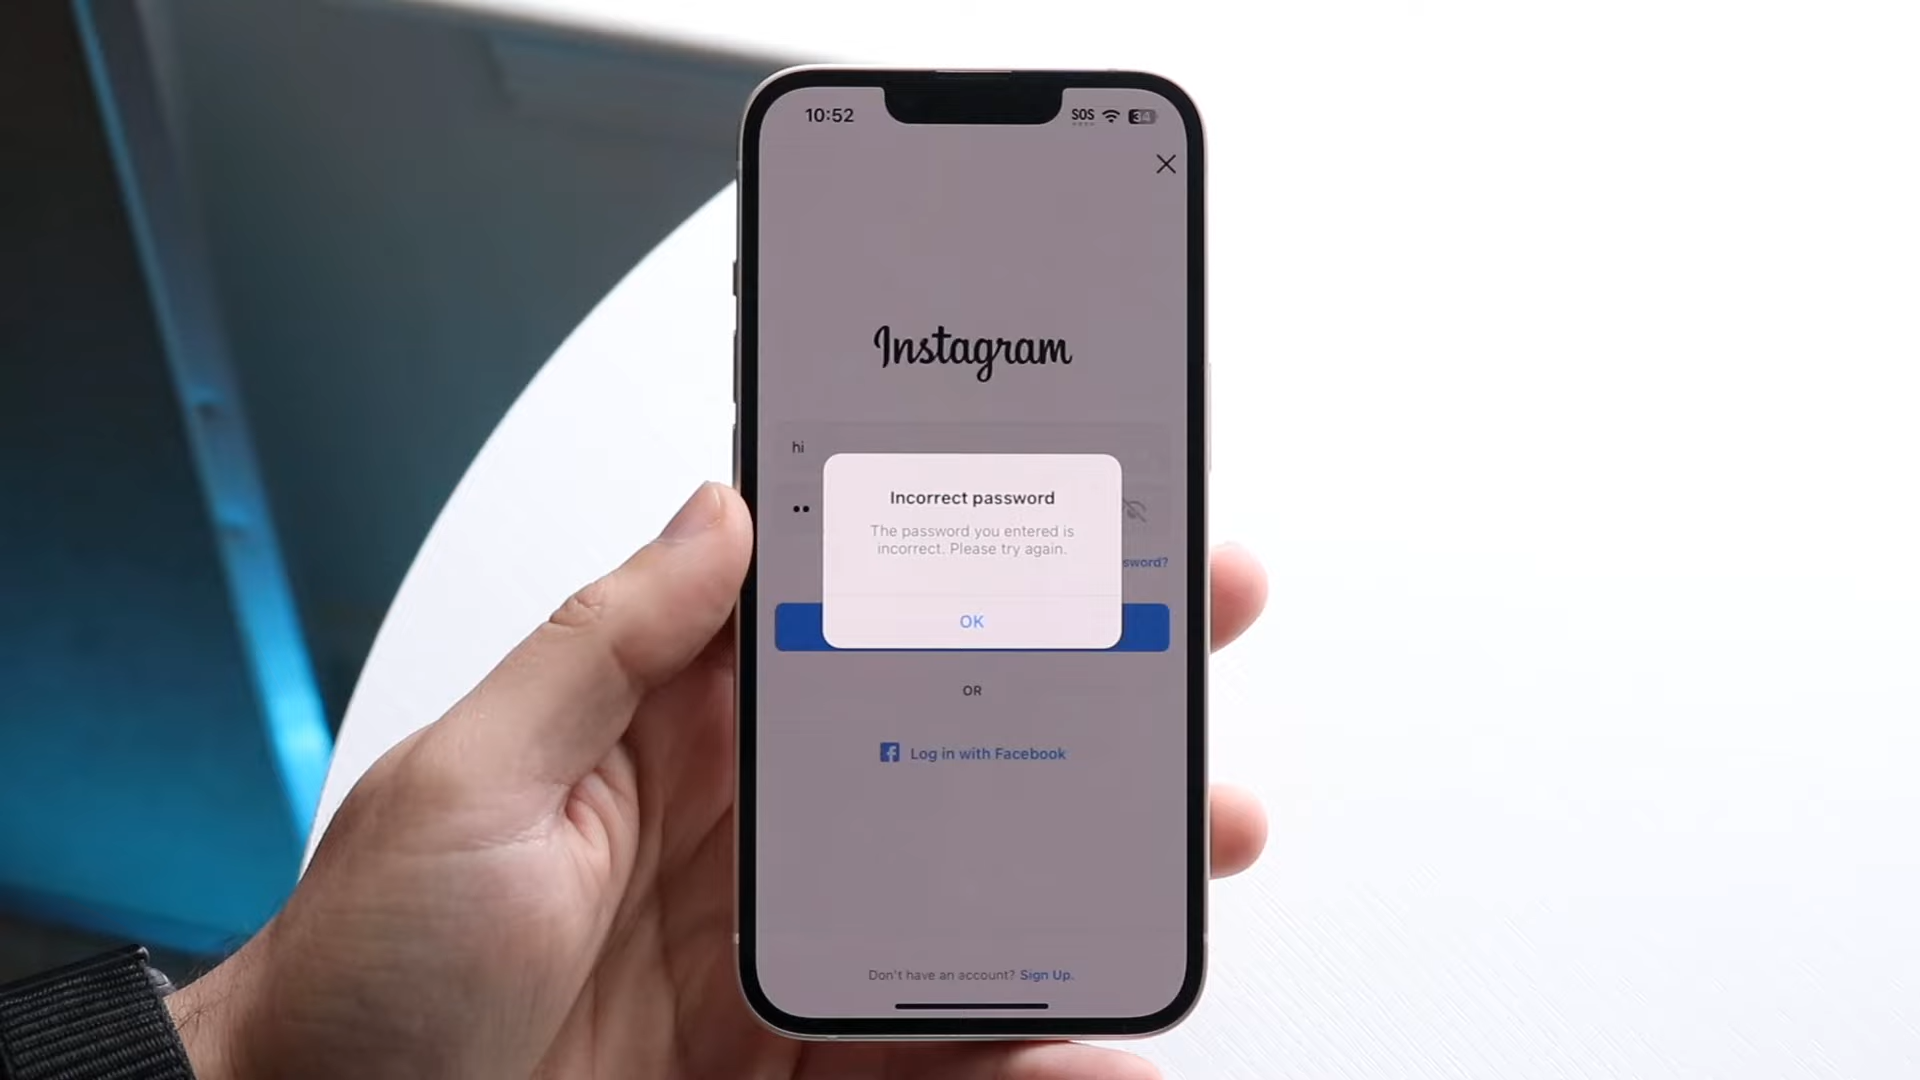 10:52
SOS
34
Instagram
hi
Incorrect password
The password you entered is
incorrect. Please try again.
sword?
OK
OR
Log in with Facebook
Don't have an account? Sign Up.